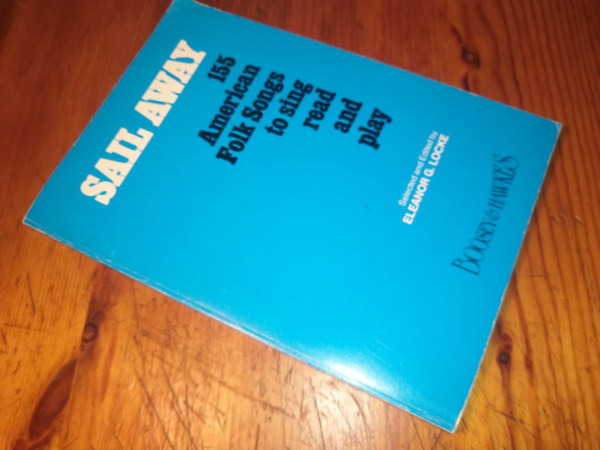 SAIL AWAY
155
American
Folk Songs
to sing
read
and
play
Selected and Edited by
ELEANOR G. LOCKE
BOOSEY & HAWKES